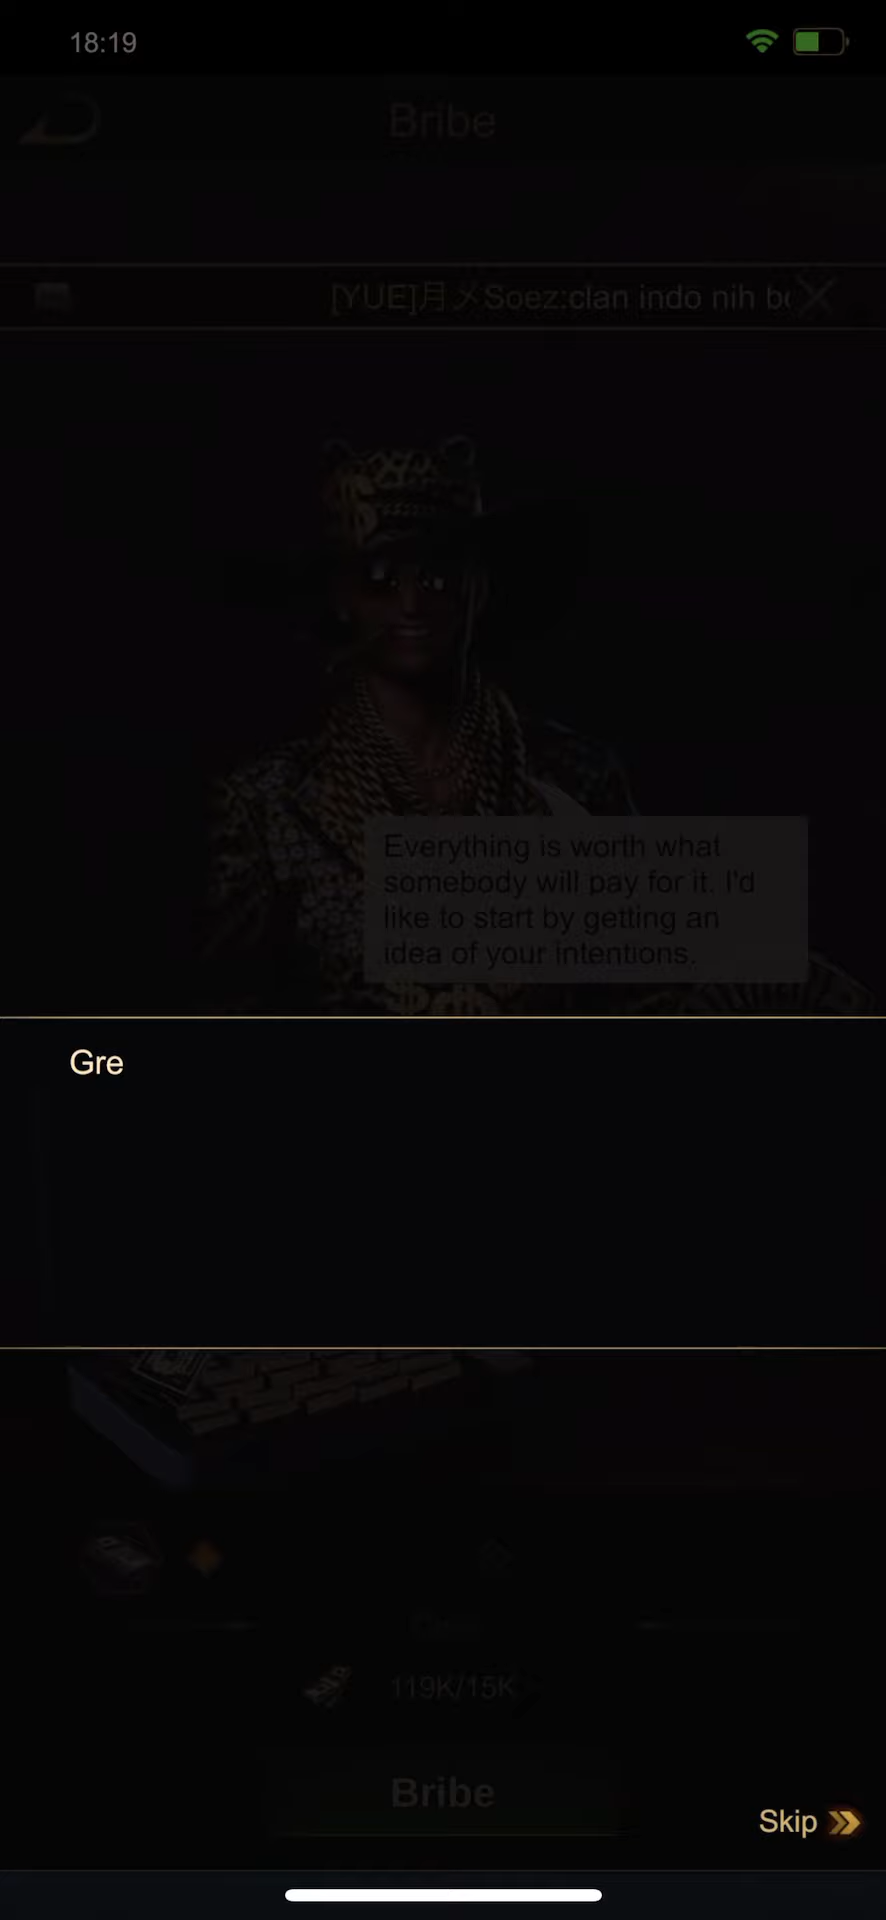 18:19
Bribe
[YUE]月メSoez:clan indo nih
Everything is worth what
somebody will pay for it. I'd
like to start by getting an
idea of your intentions.
Gre
119K/15K
Bribe
Skip